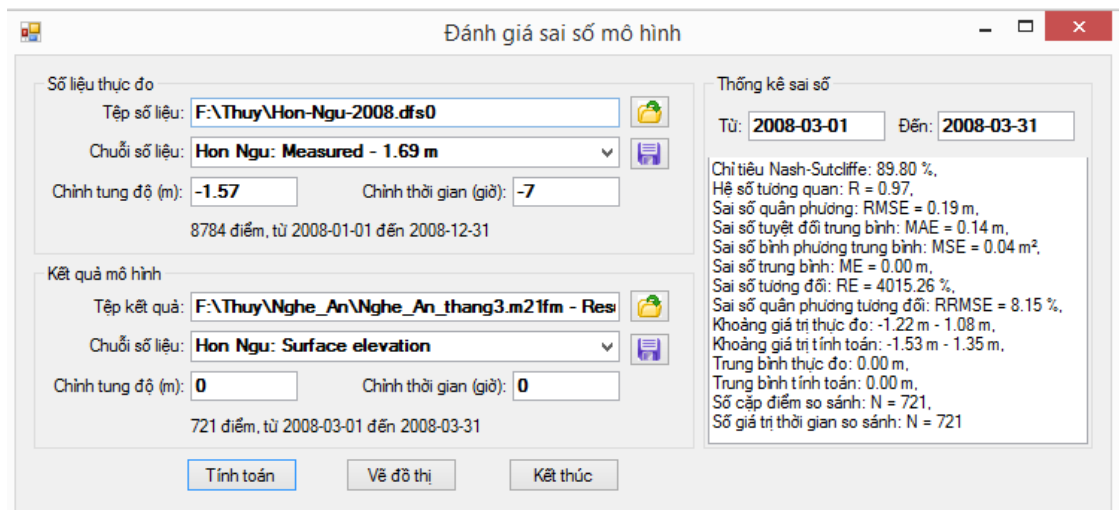 Đánh giá sai số mô hình
Số liệu thực đo
Tệp số liệu: F:\Thuy\Hon-Ngu-2008.dfs0
Chuỗi số liệu: Hon Ngu: Measured - 1.69 m
Chỉnh tung độ (m): -1.57 Chỉnh thời gian (giờ): -7
8784 điểm, từ 2008-01-01 đến 2008-12-31
Kết quả mô hình
Tệp kết quả: F:\Thuy\Nghe_An\Nghe_An_thang3.m21fm - Res
Chuỗi số liệu: Hon Ngu: Surface elevation
Chỉnh tung độ (m): 0 Chỉnh thời gian (giờ): 0
721 điểm, từ 2008-03-01 đến 2008-03-31
Tính toán Vẽ đồ thị Kết thúc
Thống kê sai số
Từ: 2008-03-01 Đến: 2008-03-31
Chỉ tiêu Nash-Sutcliffe: 89.80 %,
Hệ số tương quan: R = 0.97,
Sai số quân phương: RMSE = 0.19 m,
Sai số tuyệt đối trung bình: MAE = 0.14 m,
Sai số bình phương trung bình: MSE = 0.04 m²,
Sai số trung bình: ME = 0.00 m,
Sai số tương đối: RE = 4015.26 %,
Sai số quân phương tương đối: RRMSE = 8.15 %,
Khoảng giá trị thực đo: -1.22 m - 1.08 m,
Khoảng giá trị tính toán: -1.53 m - 1.35 m,
Trung bình thực đo: 0.00 m,
Trung bình tính toán: 0.00 m,
Số cặp điểm so sánh: N = 721,
Số giá trị thời gian so sánh: N = 721